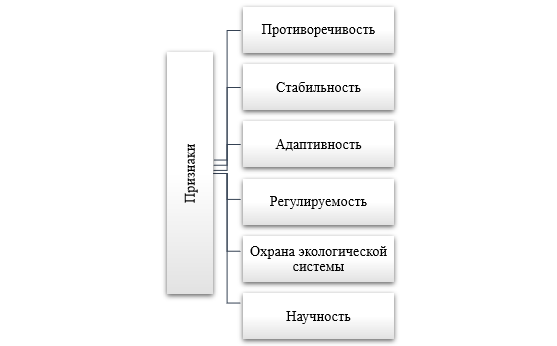 Признаки
Противоречивость
Стабильность
Адаптивность
Регулируемость
Охрана экологической
системы
Научность